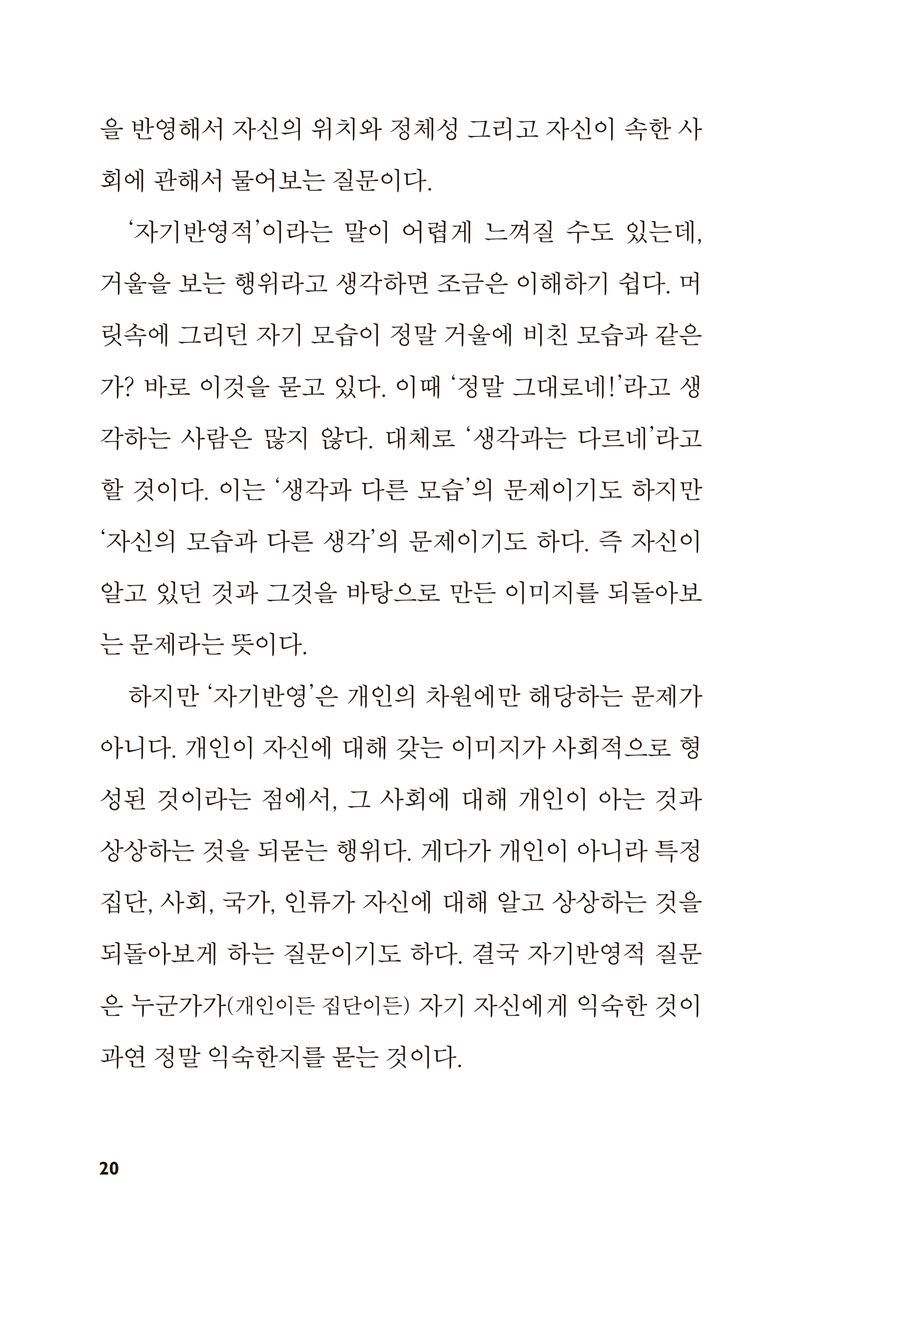 을 반영해서 자신의 위치와 정체성 그리고 자신이 속한 사
회에 관해서 물어보는 질문이다.
‘자기반영적’이라는 말이 어렵게 느껴질 수도 있는데,
거울을 보는 행위라고 생각하면 조금은 이해하기 쉽다. 머
릿속에 그리던 자기 모습이 정말 거울에 비친 모습과 같은
가? 바로 이것을 묻고 있다. 이때 ‘정말 그대로네!’라고 생
각하는 사람은 많지 않다. 대체로 ‘생각과는 다르네’라고
할 것이다. 이는 ‘생각과 다른 모습’의 문제이기도 하지만
‘자신의 모습과 다른 생각’의 문제이기도 하다. 즉 자신이
알고 있던 것과 그것을 바탕으로 만든 이미지를 되돌아보
는 문제라는 뜻이다.
하지만 ‘자기반영’은 개인의 차원에만 해당하는 문제가
아니다. 개인이 자신에 대해 갖는 이미지가 사회적으로 형
성된 것이라는 점에서, 그 사회에 대해 개인이 아는 것과
상상하는 것을 되묻는 행위다. 게다가 개인이 아니라 특정
집단, 사회, 국가, 인류가 자신에 대해 알고 상상하는 것을
되돌아보게 하는 질문이기도 하다. 결국 자기반영적 질문
은 누군가가(개인이든 집단이든) 자기 자신에게 익숙한 것이
과연 정말 익숙한지를 묻는 것이다.
20